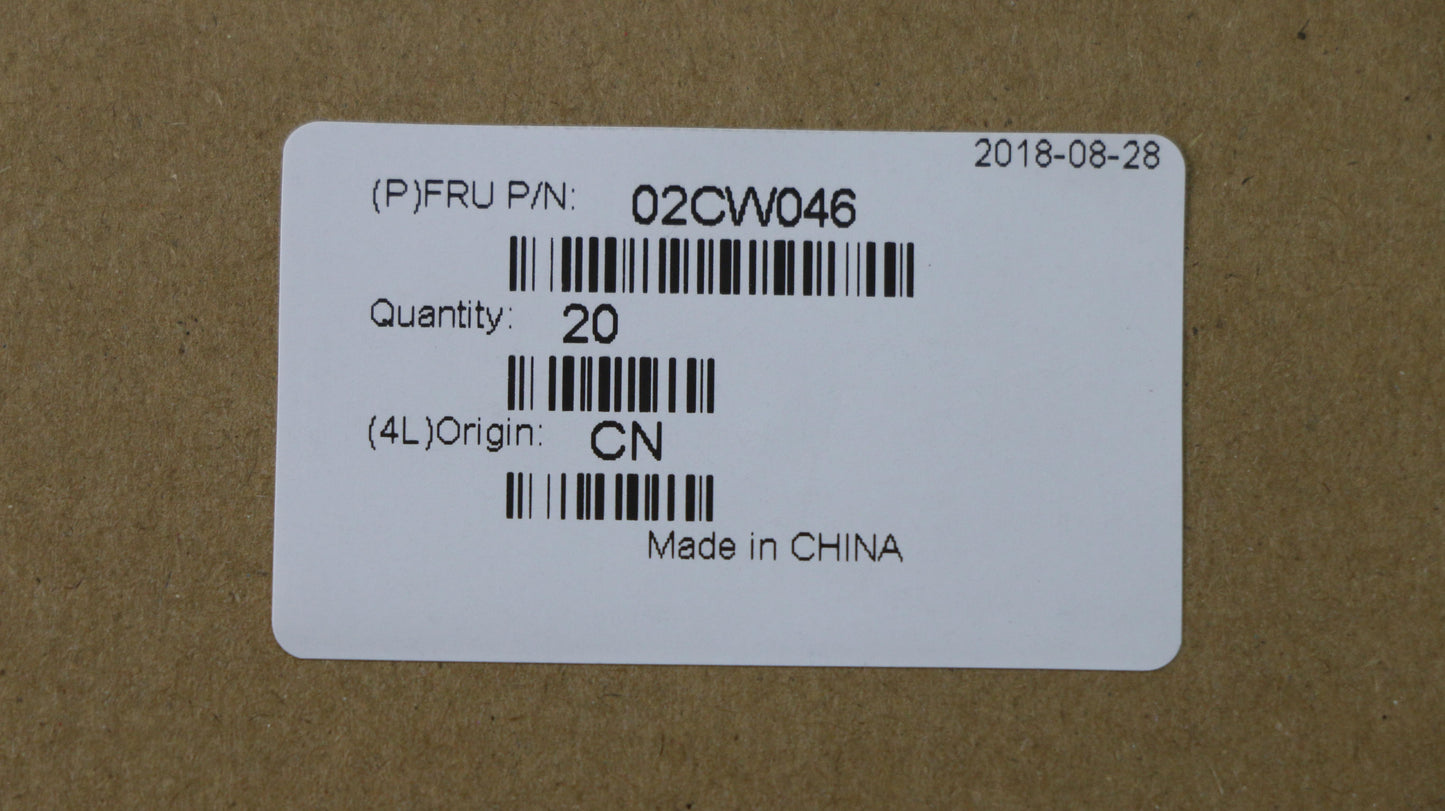 2018-08-28
(P)FRU P/N: 02CW046
Quantity: 20
(4L)Origin: CN
Made in CHINA